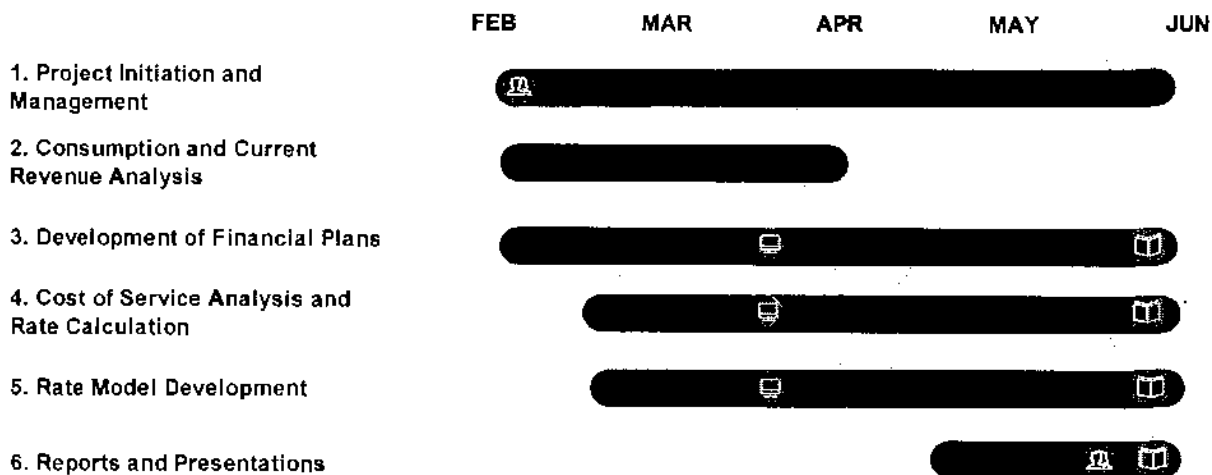 FEB MAR APR MAY JUN
1. Project Initiation and
Management
2. Consumption and Current
Revenue Analysis
3. Development of Financial Plans
4. Cost of Service Analysis and
Rate Calculation
5. Rate Model Development
6. Reports and Presentations